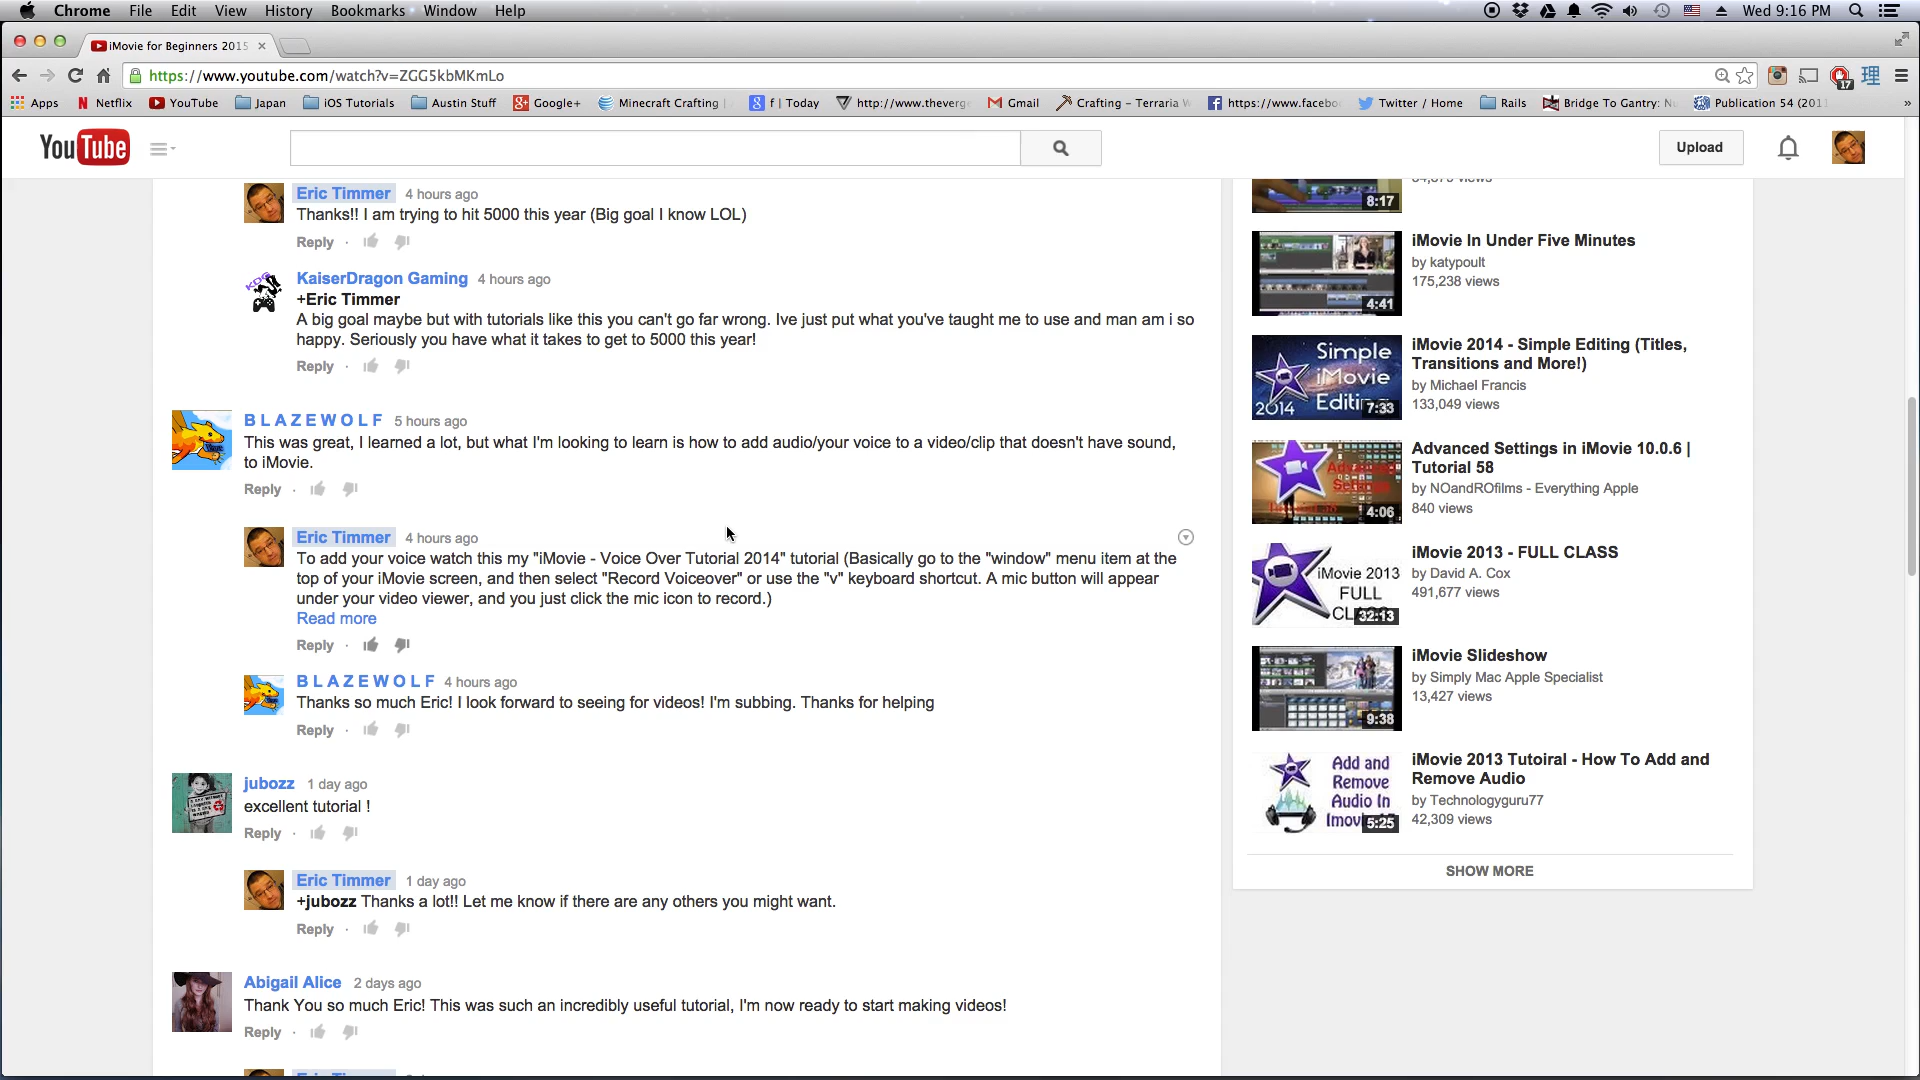 Chrome File Edit View History Bookmarks Window Help
Wed 9:16 PM
iMovie for Beginners 2015
https://www.youtube.com/watch?v=ZGG5kbMKmLo
17
Apps Netflix YouTube Japan iOS Tutorials Austin Stuff Google+ Minecraft Crafting f | Today http://www.theverge Gmail Crafting – Terraria W https://www.facebo Twitter / Home Rails Bridge To Gantry: N Publication 54 (201 »
YouTube
Upload
Eric Timmer 4 hours ago
Thanks!! I am trying to hit 5000 this year (Big goal I know LOL)
Reply ·
KaiserDragon Gaming 4 hours ago
+Eric Timmer
A big goal maybe but with tutorials like this you can't go far wrong. Ive just put what you've taught me to use and man am i so
happy. Seriously you have what it takes to get to 5000 this year!
Reply ·
B L A Z E W O L F 5 hours ago
This was great, I learned a lot, but what I'm looking to learn is how to add audio/your voice to a video/clip that doesn't have sound,
to iMovie.
Reply ·
Eric Timmer 4 hours ago
To add your voice watch this my "iMovie - Voice Over Tutorial 2014" tutorial (Basically go to the "window" menu item at the
top of your iMovie screen, and then select "Record Voiceover" or use the "v" keyboard shortcut. A mic button will appear
under your video viewer, and you just click the mic icon to record.)
Read more
Reply ·
B L A Z E W O L F 4 hours ago
Thanks so much Eric! I look forward to seeing for videos! I'm subbing. Thanks for helping
Reply ·
jubozz 1 day ago
excellent tutorial !
Reply ·
Eric Timmer 1 day ago
+jubozz Thanks a lot!! Let me know if there are any others you might want.
Reply ·
Abigail Alice 2 days ago
Thank You so much Eric! This was such an incredibly useful tutorial, I'm now ready to start making videos!
Reply ·
8:17
iMovie In Under Five Minutes
by katypoult
175,238 views
4:41
iMovie 2014 - Simple Editing (Titles,
Transitions and More!)
by Michael Francis
133,049 views
Simple
iMovie
2014
7:33
Advanced Settings in iMovie 10.0.6 |
Tutorial 58
by NOandROfilms - Everything Apple
840 views
4:06
iMovie 2013 - FULL CLASS
by David A. Cox
491,677 views
iMovie 2013
FULL
32:13
iMovie Slideshow
by Simply Mac Apple Specialist
13,427 views
9:38
iMovie 2013 Tutoiral - How To Add and
Remove Audio
by Technologyguru77
42,309 views
Add and
Remove
Audio In
5:25
SHOW MORE